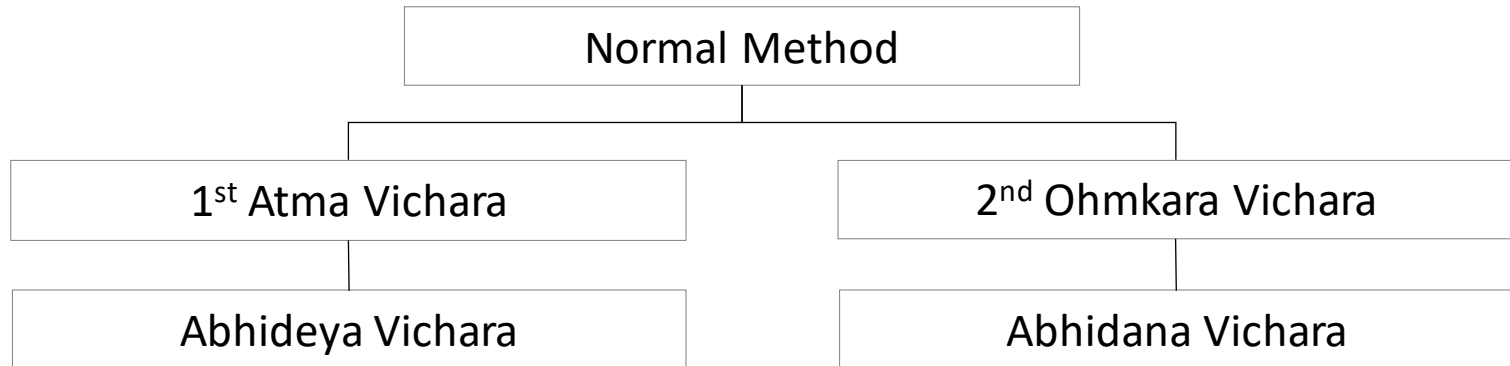 Normal Method
1st Atma Vichara
2nd Ohmkara Vichara
Abhideya Vichara
Abhidana Vichara